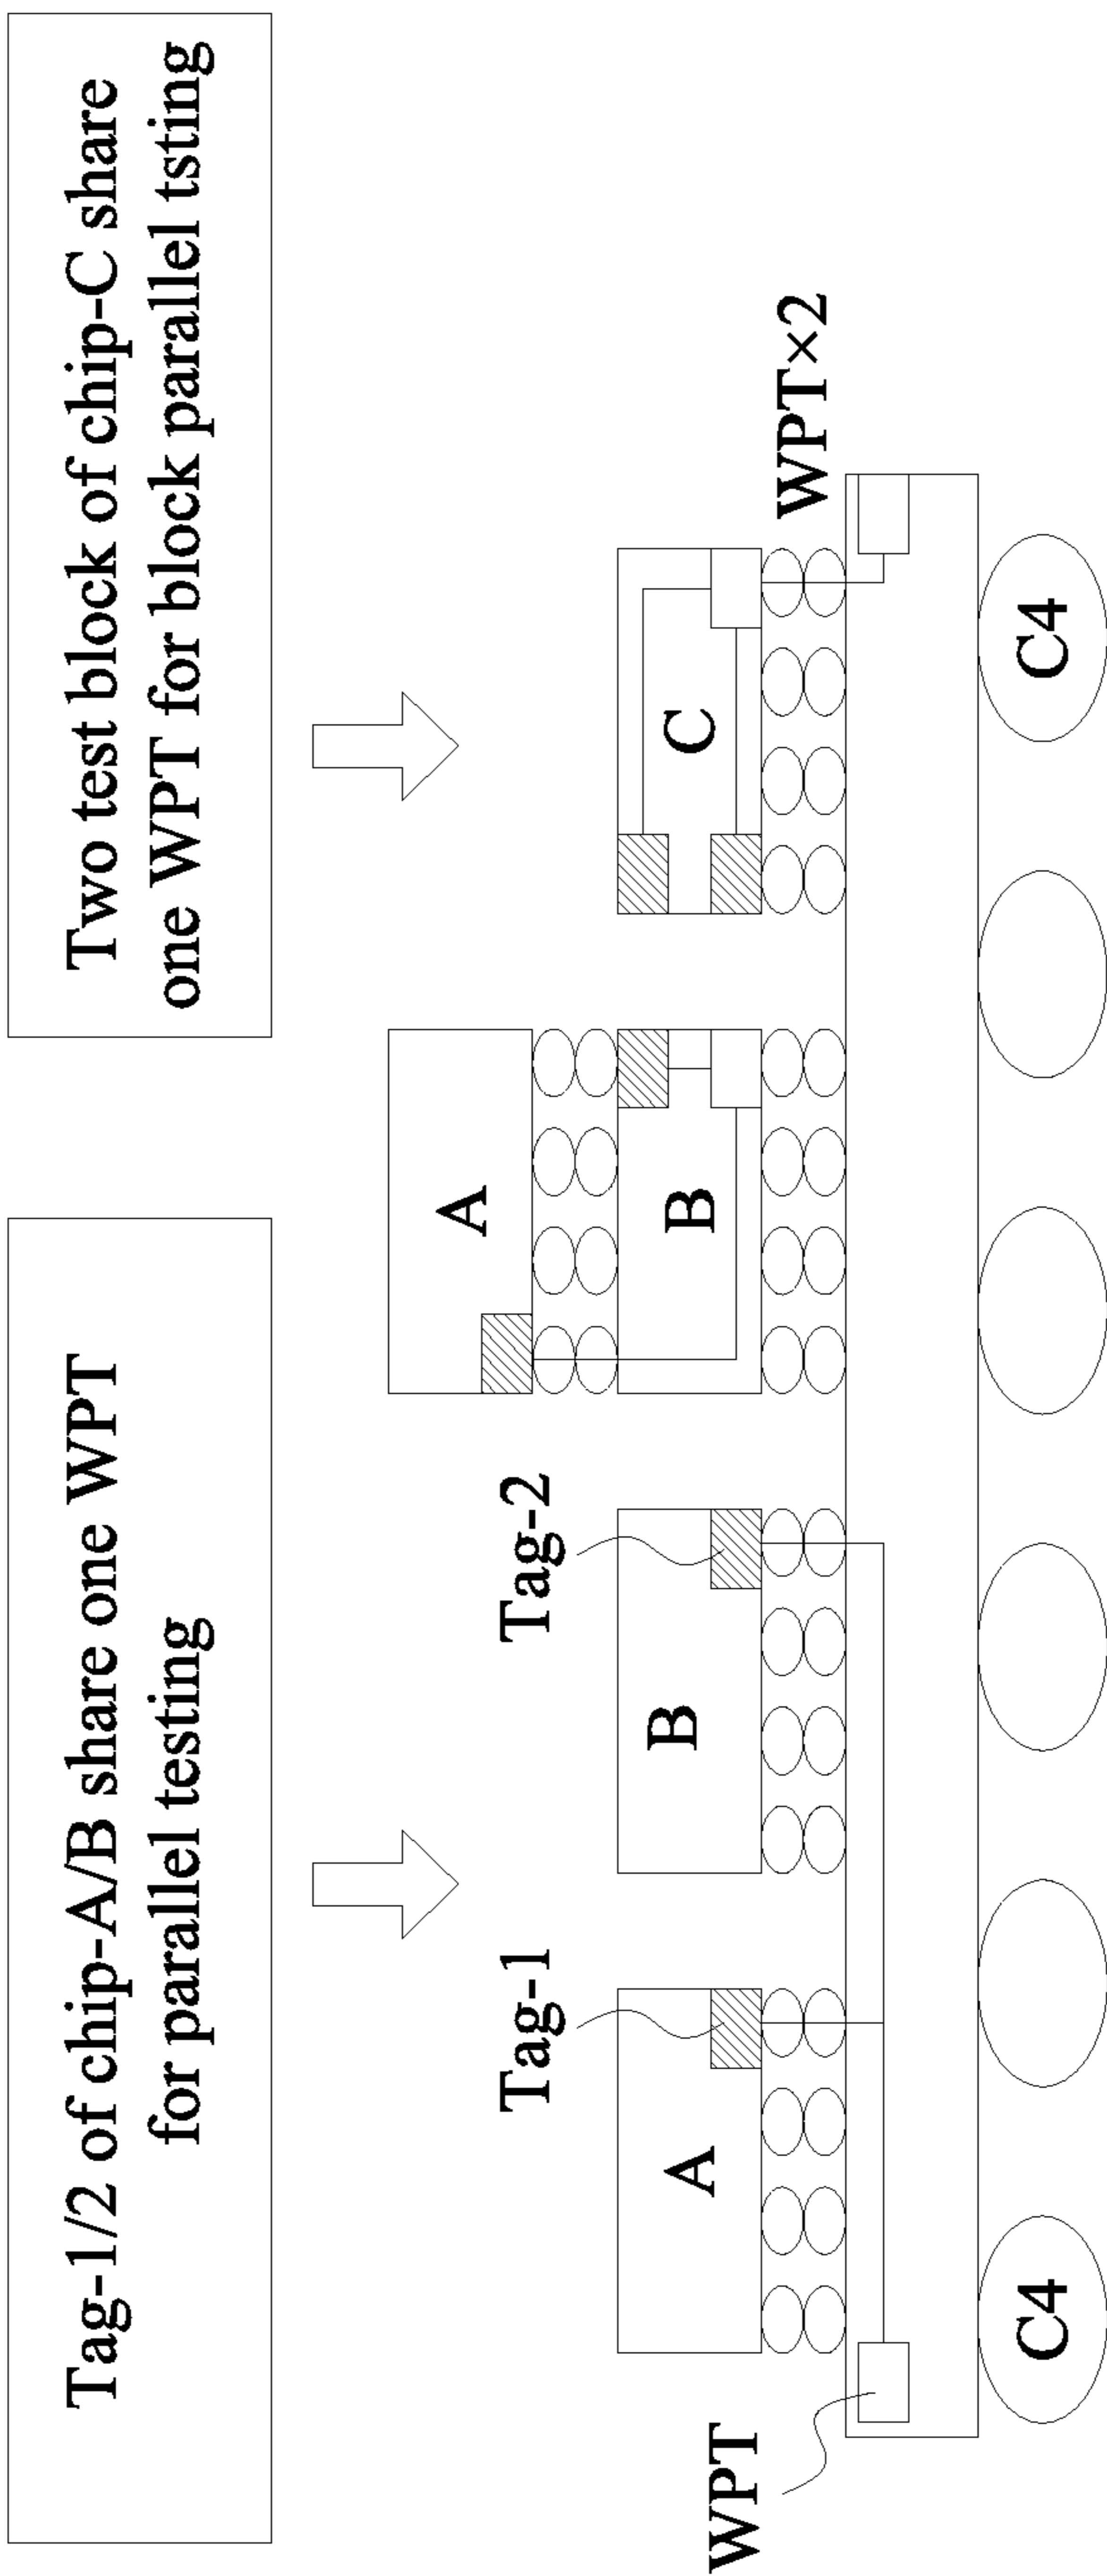 Tag-1/2 of chip-A/B share one WPT
for parallel testing
Two test block of chip-C share
one WPT for block parallel tsting
A
Tag-1
Tag-2
A
B
B
C
WPT
WPT×2
C4
C4